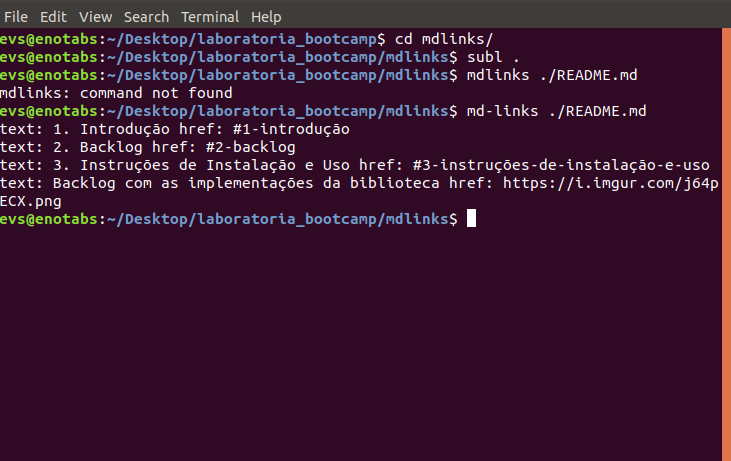 File Edit View Search Terminal Help
evs@enotabs:~/Desktop/laboratoria_bootcamp$ cd mdlinks/
evs@enotabs:~/Desktop/laboratoria_bootcamp/mdlinks$ subl .
evs@enotabs:~/Desktop/laboratoria_bootcamp/mdlinks$ mdlinks ./README.md
mdlinks: command not found
evs@enotabs:~/Desktop/laboratoria_bootcamp/mdlinks$ md-links ./README.md
text: 1. Introdução href: #1-introdução
text: 2. Backlog href: #2-backlog
text: 3. Instruções de Instalação e Uso href: #3-instruções-de-instalação-e-uso
text: Backlog com as implementações da biblioteca href: https://i.imgur.com/j64p
ECX.png
evs@enotabs:~/Desktop/laboratoria_bootcamp/mdlinks$